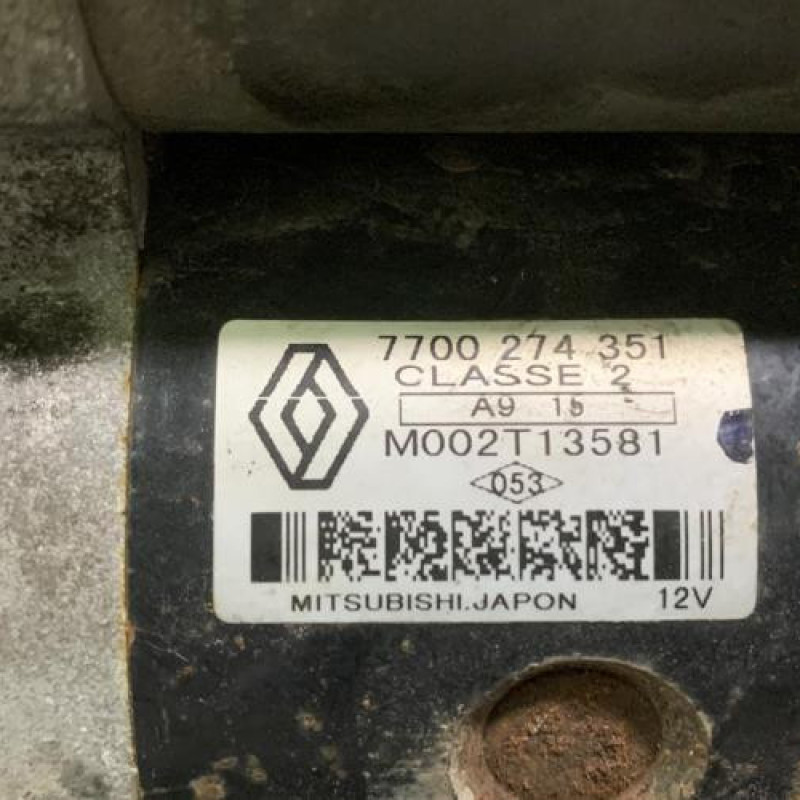 7700 274 351
CLASSE 2
A9 15
M002T13581
053
MITSUBISHI.JAPON 12V